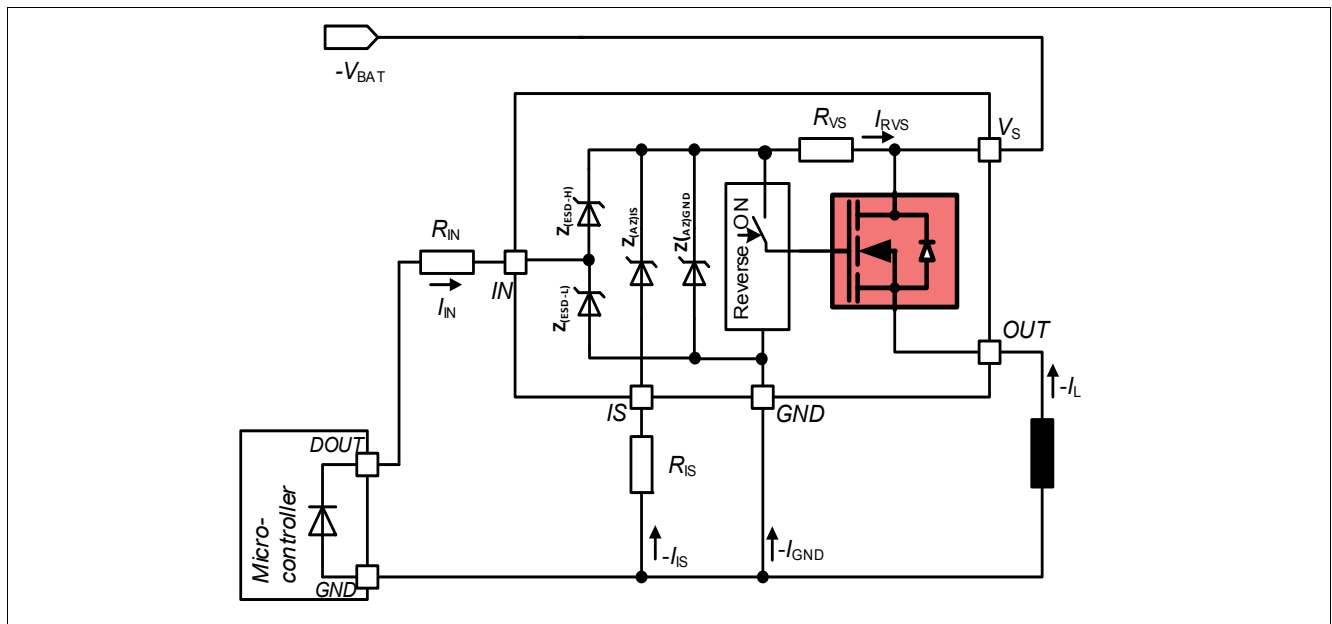 -VBAT
RVS
IRVS
VS
Z(ESD-H)
Z(AZ)IS
Z(AZ)GND
Reverse ON
RIN
IN
IIN
Z(ESD-L)
OUT
-IL
IS
GND
DOUT
RIS
Micro-
controller
-IIS
-IGND
GND